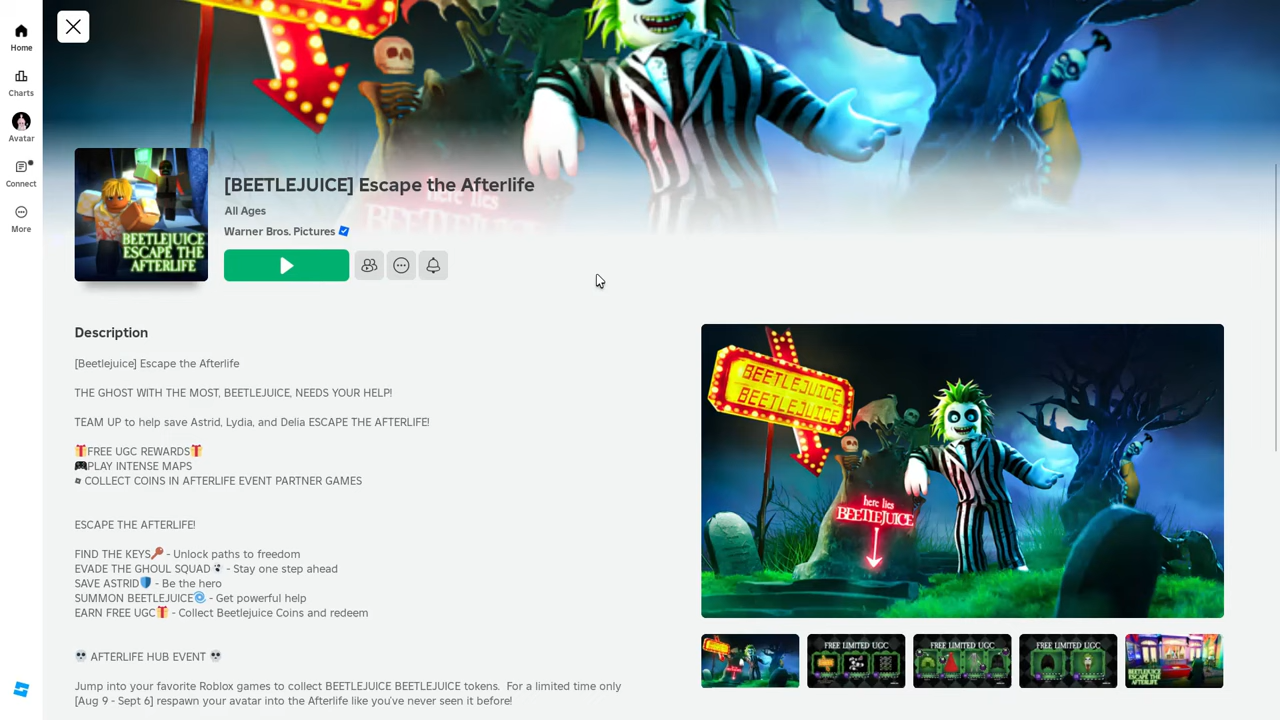 Home
Charts
Avatar
Connect
More
here lies
[BEETLEJUICE] Escape the Afterlife
All Ages
Warner Bros. Pictures
BEETLEJUICE
ESCAPE THE
AFTERLIFE
Description
[Beetlejuice] Escape the Afterlife
THE GHOST WITH THE MOST, BEETLEJUICE, NEEDS YOUR HELP!
TEAM UP to help save Astrid, Lydia, and Delia ESCAPE THE AFTERLIFE!
🎁FREE UGC REWARDS🎁
🎮PLAY INTENSE MAPS
COLLECT COINS IN AFTERLIFE EVENT PARTNER GAMES
ESCAPE THE AFTERLIFE!
FIND THE KEYS🔑 - Unlock paths to freedom
EVADE THE GHOUL SQUAD👻 - Stay one step ahead
SAVE ASTRID🛡️ - Be the hero
SUMMON BEETLEJUICE🌀 - Get powerful help
EARN FREE UGC🎁 - Collect Beetlejuice Coins and redeem
💀 AFTERLIFE HUB EVENT 💀
Jump into your favorite Roblox games to collect BEETLEJUICE BEETLEJUICE tokens.  For a limited time only
[Aug 9 - Sept 6] respawn your avatar into the Afterlife like you've never seen it before!
BEETLEJUICE
BEETLEJUICE
here lies
BEETLEJUICE
FREE LIMITED UGC
FREE LIMITED UGC
FREE LIMITED UGC
BEETLEJUICE
ESCAPE THE
AFTERLIFE